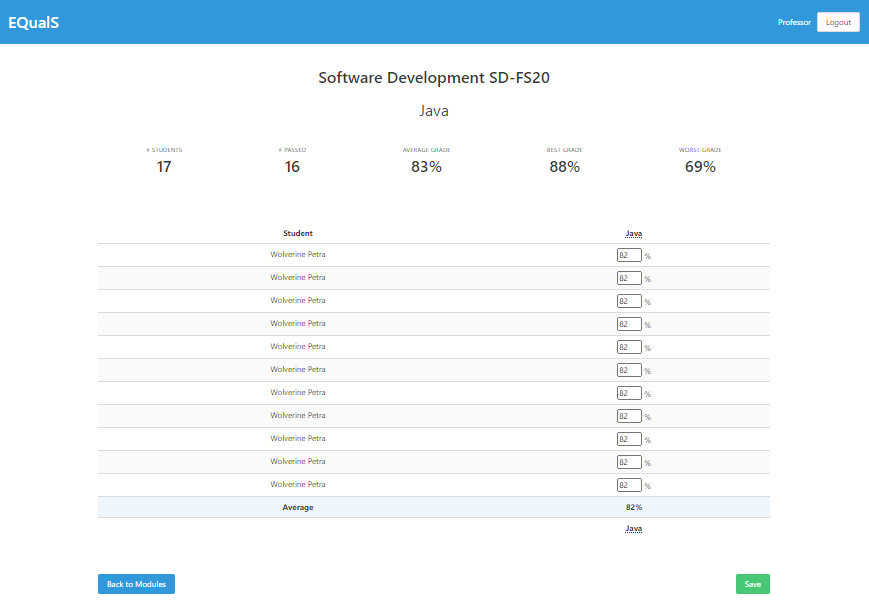 EQualS
Professor Logout
Software Development SD-FS20
Java
# STUDENTS # PASSED AVERAGE GRADE BEST GRADE WORST GRADE
17 16 83% 88% 69%
Student Java
Wolverine Petra 82 %
Wolverine Petra 82 %
Wolverine Petra 82 %
Wolverine Petra 82 %
Wolverine Petra 82 %
Wolverine Petra 82 %
Wolverine Petra 82 %
Wolverine Petra 82 %
Wolverine Petra 82 %
Wolverine Petra 82 %
Wolverine Petra 82 %
Average 82%
Java
Back to Modules Save